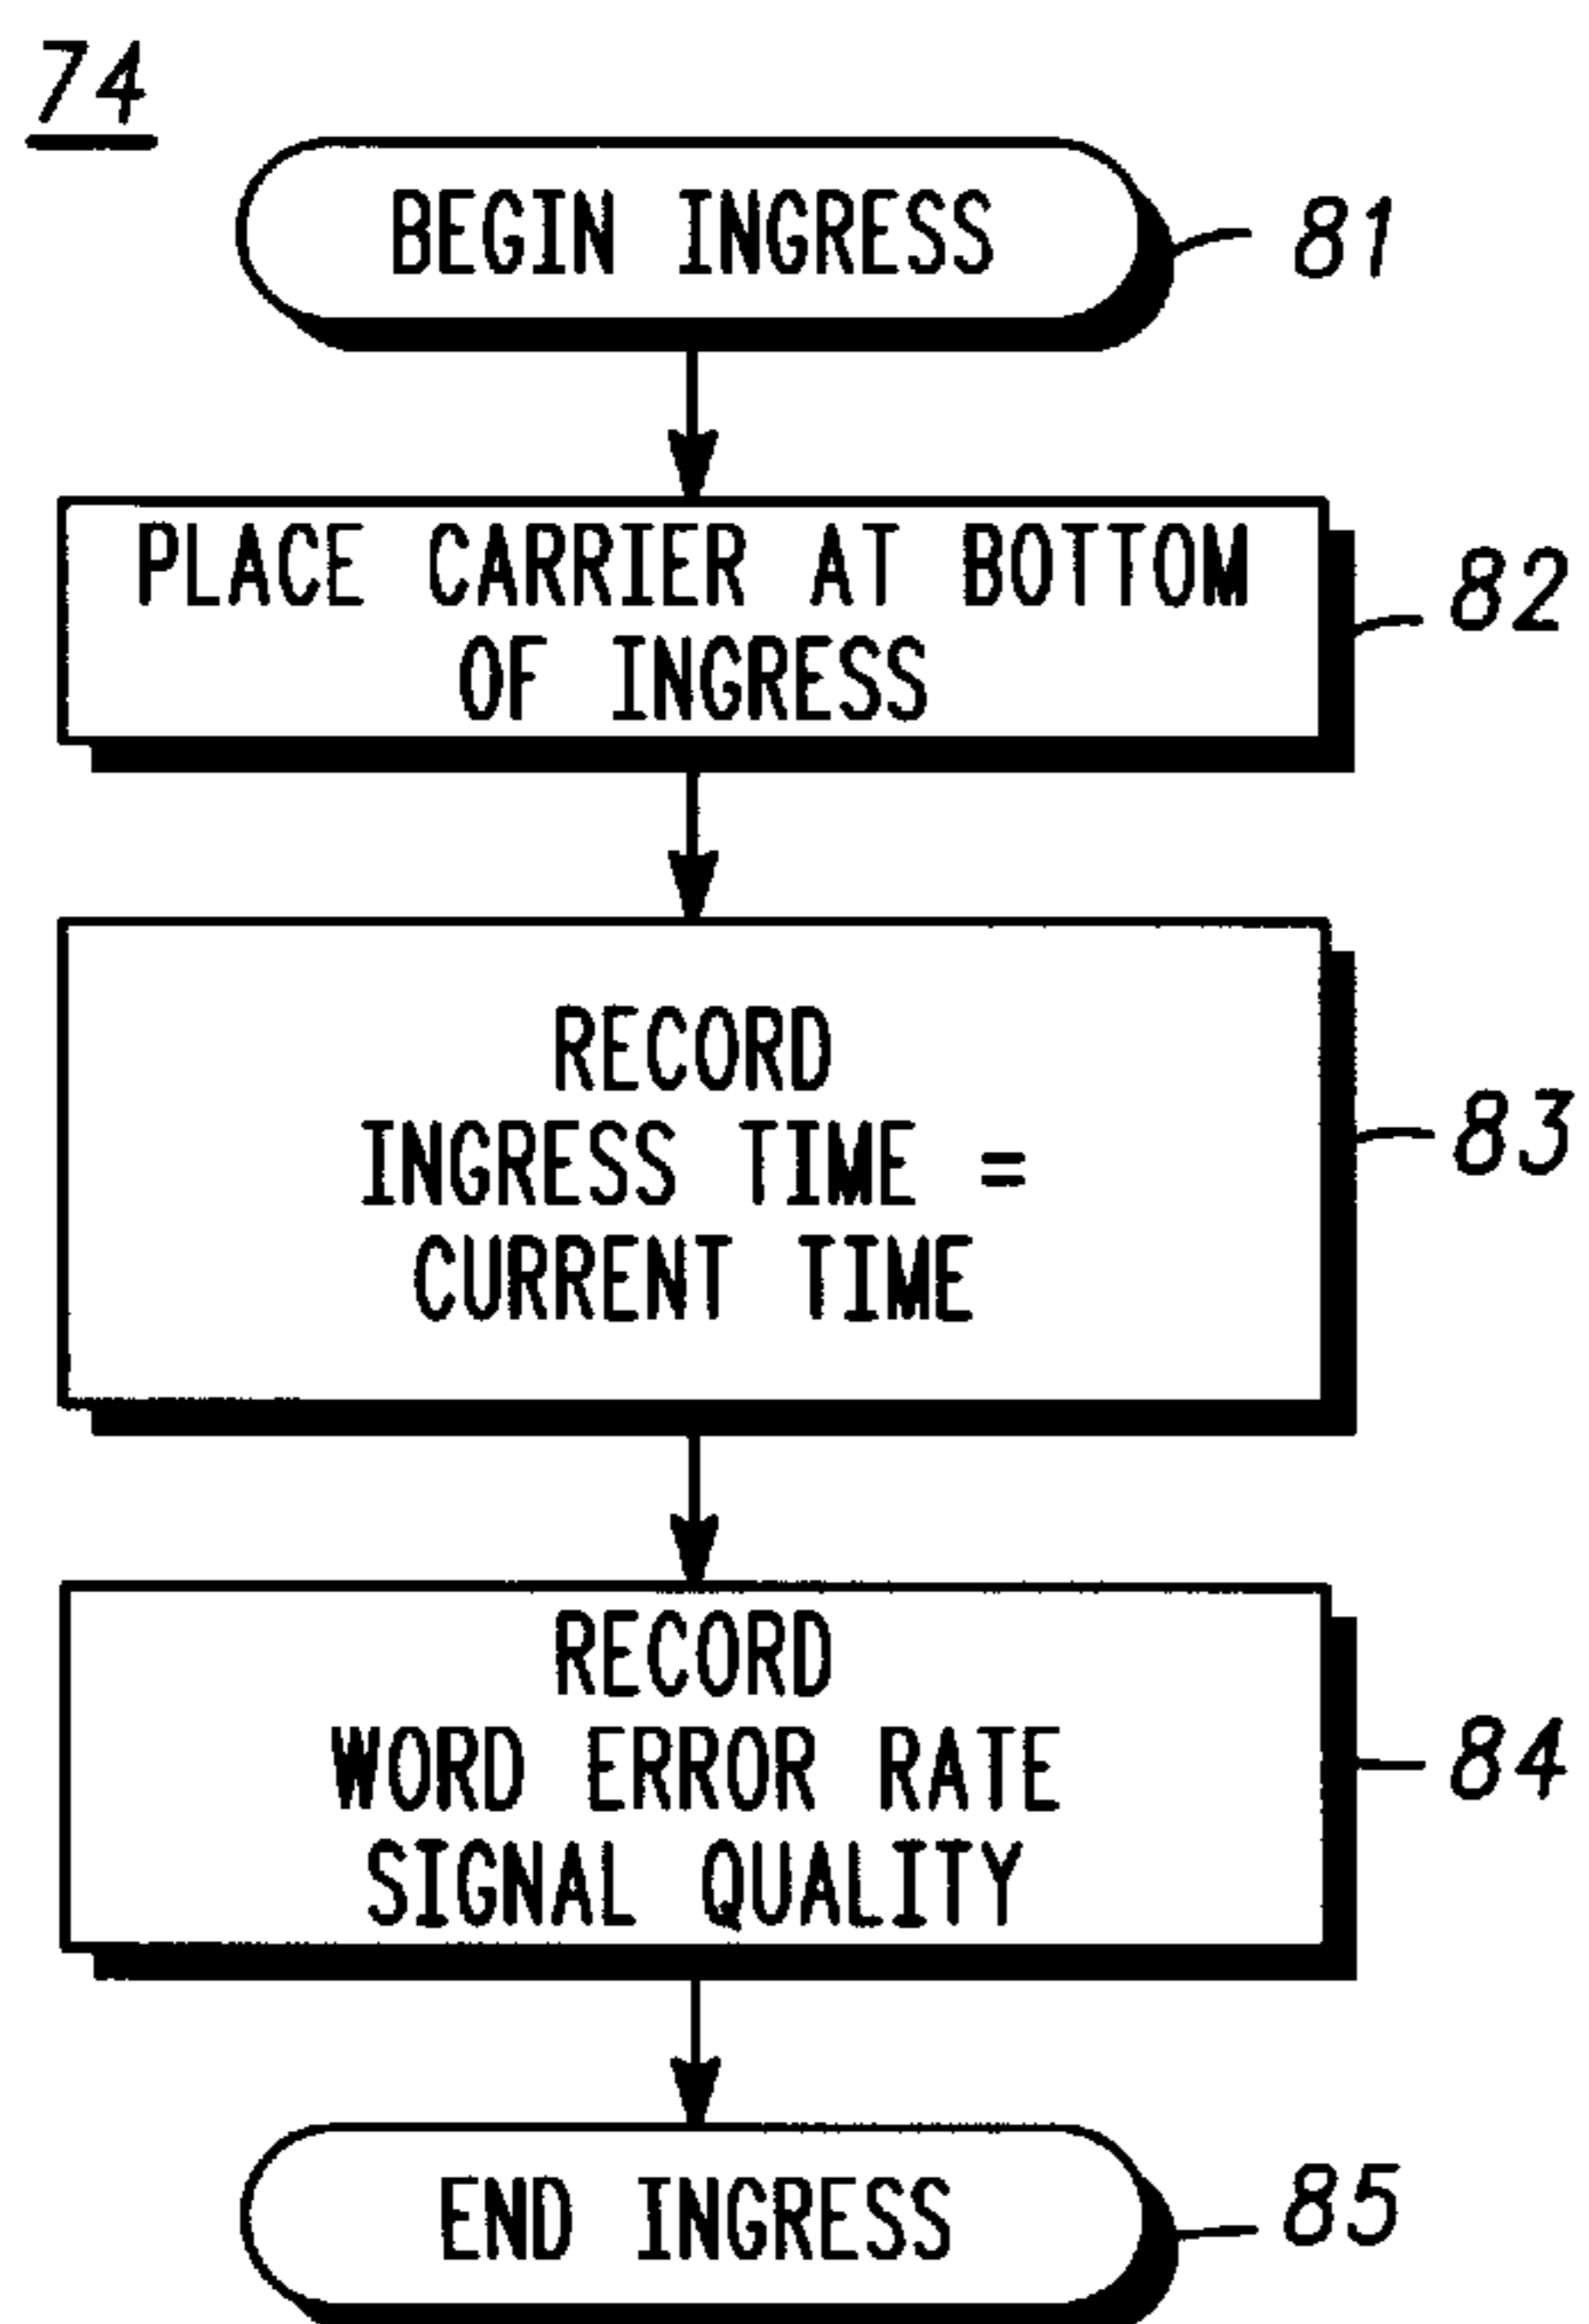 74
BEGIN INGRESS
81
PLACE CARRIER AT BOTTOM
OF INGRESS
82
RECORD
INGRESS TIME =
CURRENT TIME
83
RECORD
WORD ERROR RATE
SIGNAL QUALITY
84
END INGRESS
85